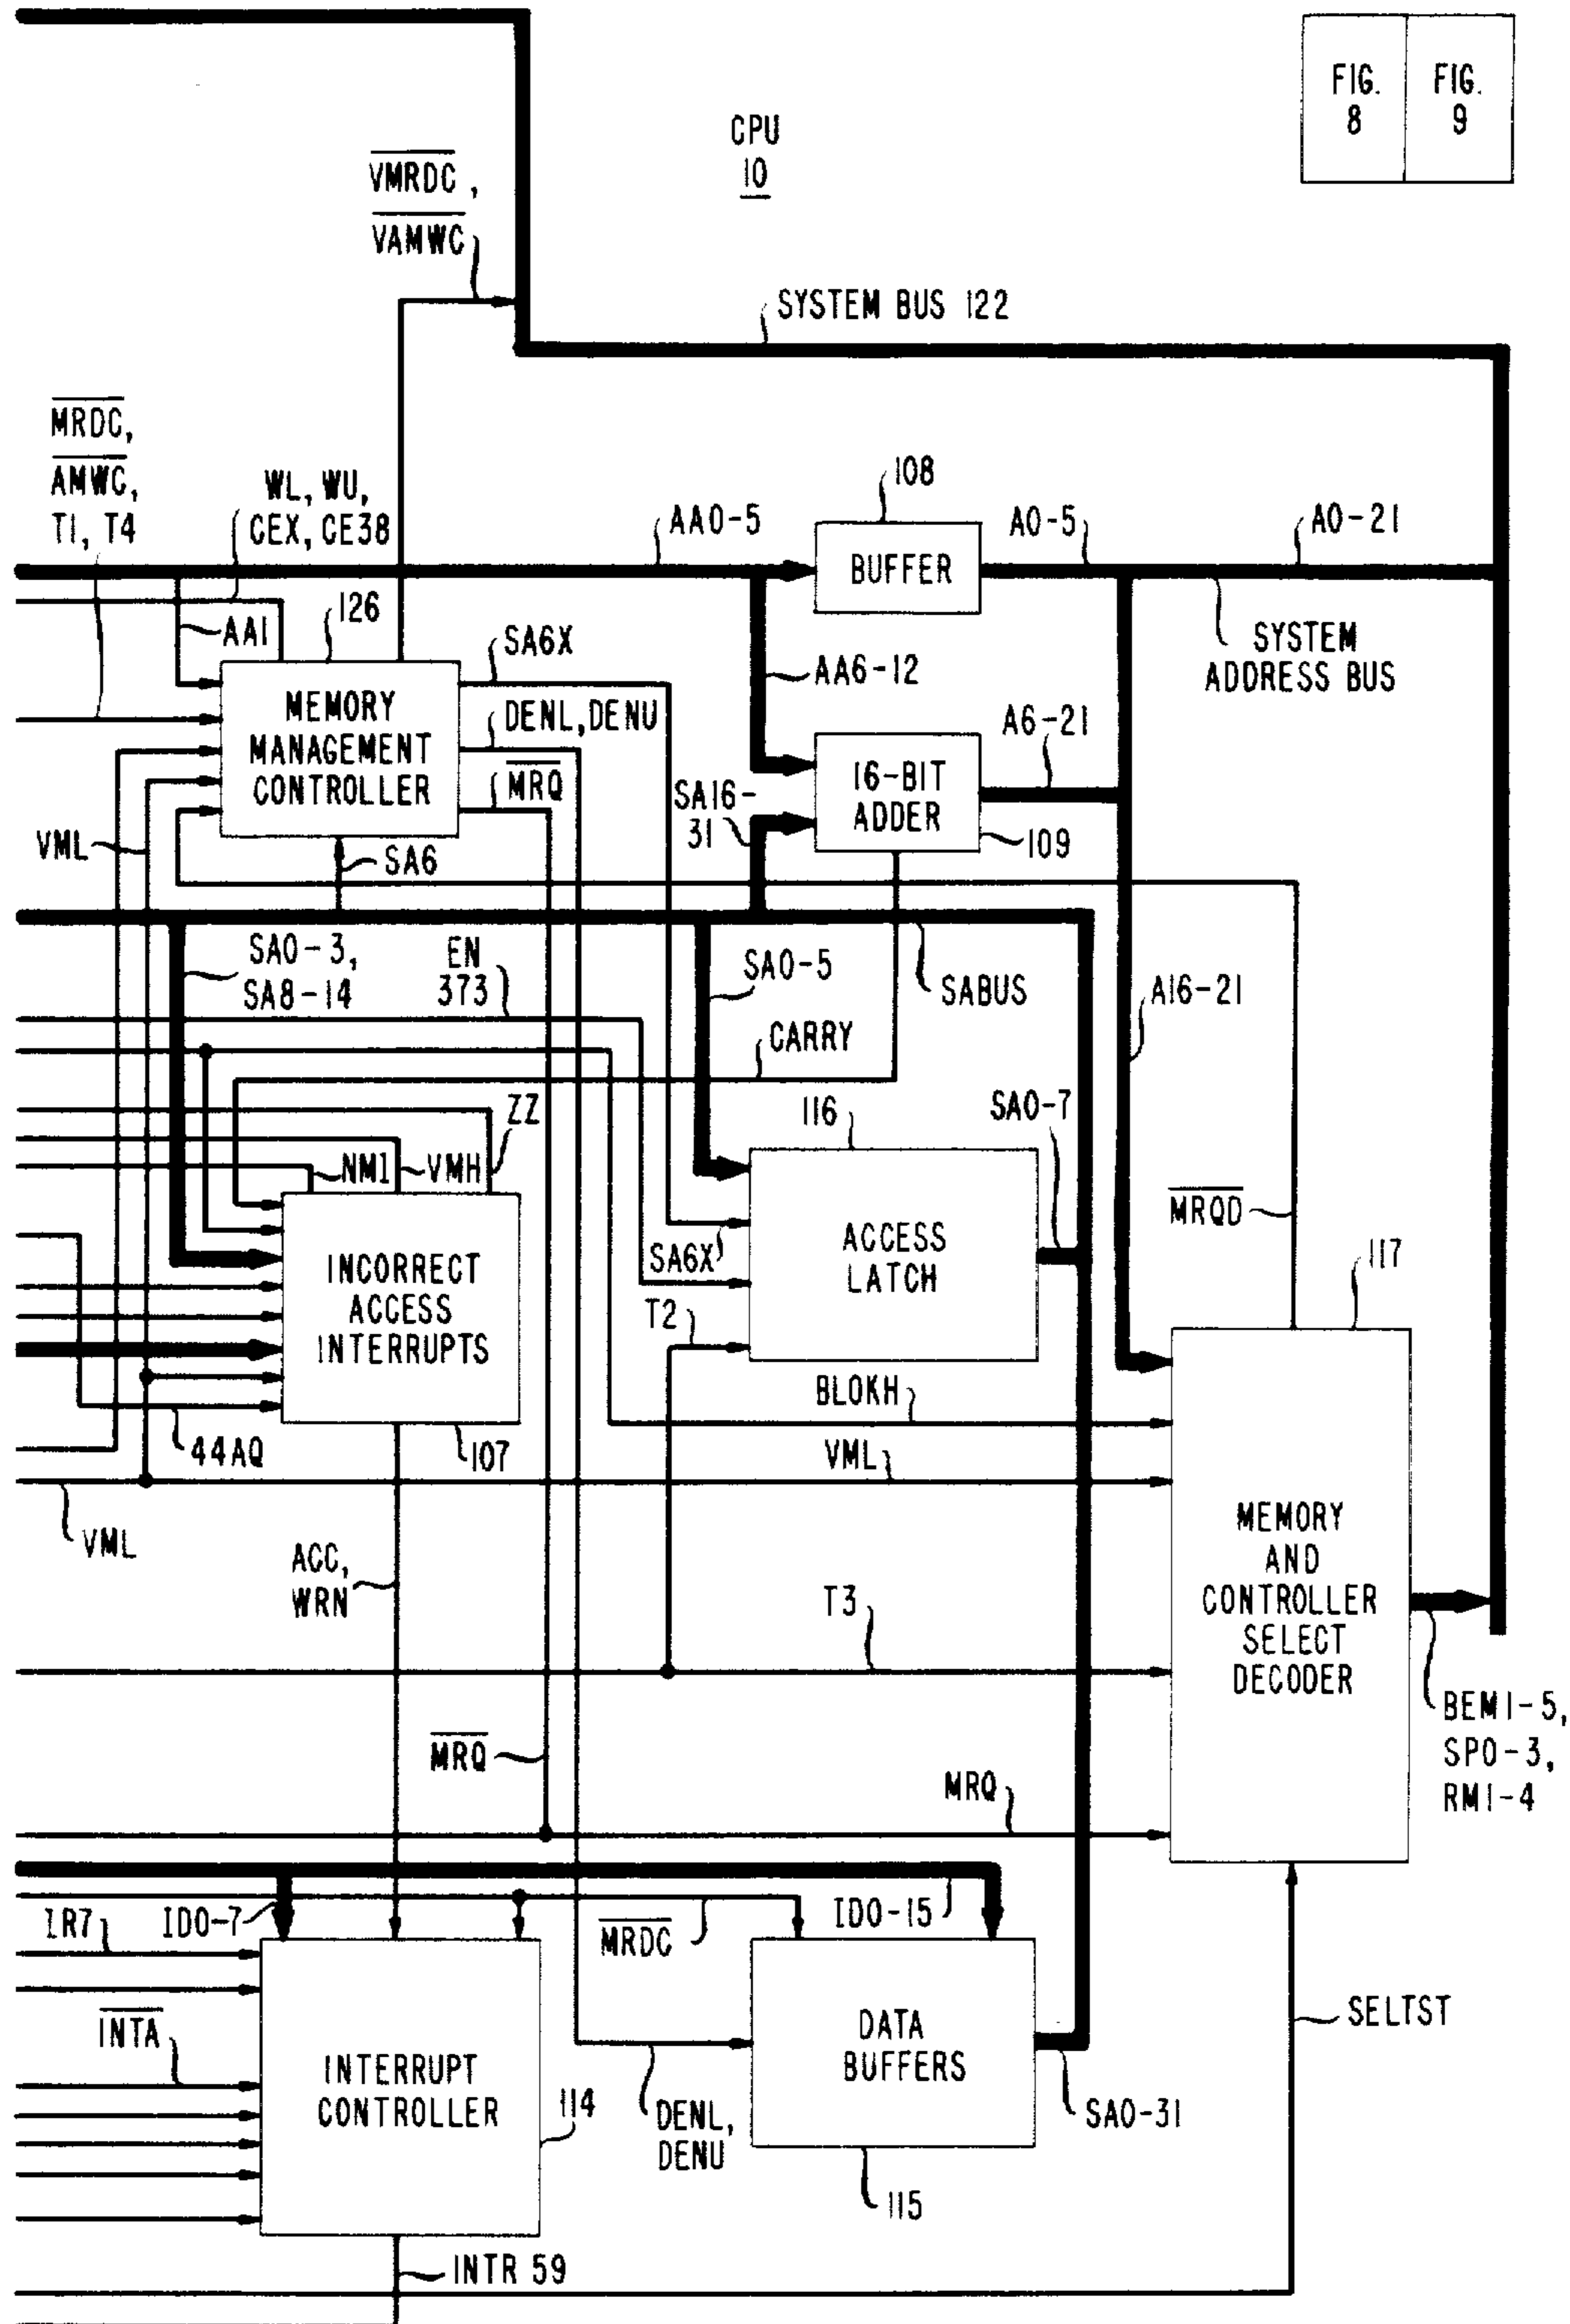 FIG.
8
FIG.
9
CPU
10
VMRDC,
VAMWC
SYSTEM BUS 122
MRDC,
AMWC,
T1, T4
WL, WU,
CEX, CE38
AA0-5
108
BUFFER
A0-5
A0-21
AA1
126
SA6X
SYSTEM
ADDRESS BUS
AA6-12
MEMORY
MANAGEMENT
CONTROLLER
DENL, DENU
MRQ
A6-21
SA16-
31
16-BIT
ADDER
109
VML
SA6
SA0-3,
SA8-14
EN
373
SA0-5
SABUS
A16-21
CARRY
ZZ
116
SA0-7
NMI
VMH
MRQD
SA6X
ACCESS
LATCH
117
INCORRECT
ACCESS
INTERRUPTS
T2
BLOKH
44AQ
107
VML
VML
ACC,
WRN
MEMORY
AND
CONTROLLER
SELECT
DECODER
T3
BEM1-5,
SP0-3,
RM1-4
MRQ
MRQ
IR7
ID0-7
MRDC
ID0-15
INTA
SELTST
DATA
BUFFERS
INTERRUPT
CONTROLLER
114
DENL,
DENU
SA0-31
115
INTR 59